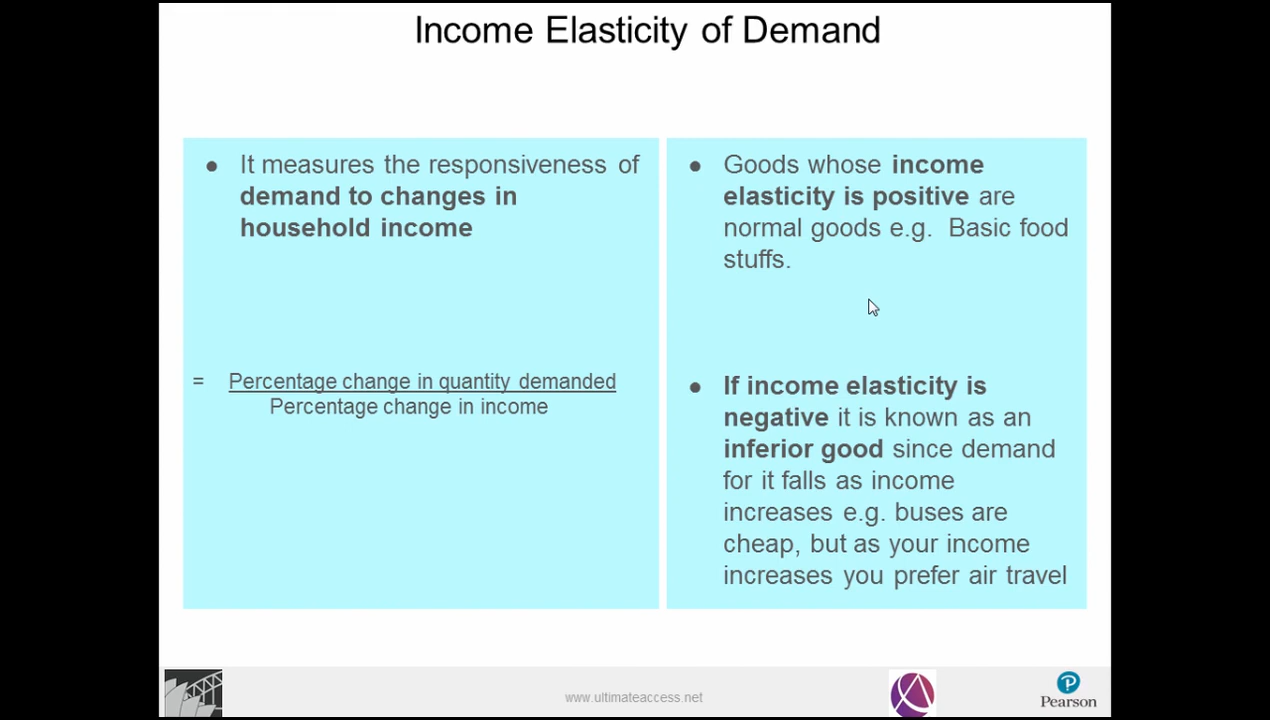 Income Elasticity of Demand
● It measures the responsiveness of
demand to changes in
household income
= Percentage change in quantity demanded
Percentage change in income
● Goods whose income
elasticity is positive are
normal goods e.g. Basic food
stuffs.
● If income elasticity is
negative it is known as an
inferior good since demand
for it falls as income
increases e.g. buses are
cheap, but as your income
increases you prefer air travel
www.ultimateaccess.net
P
Pearson